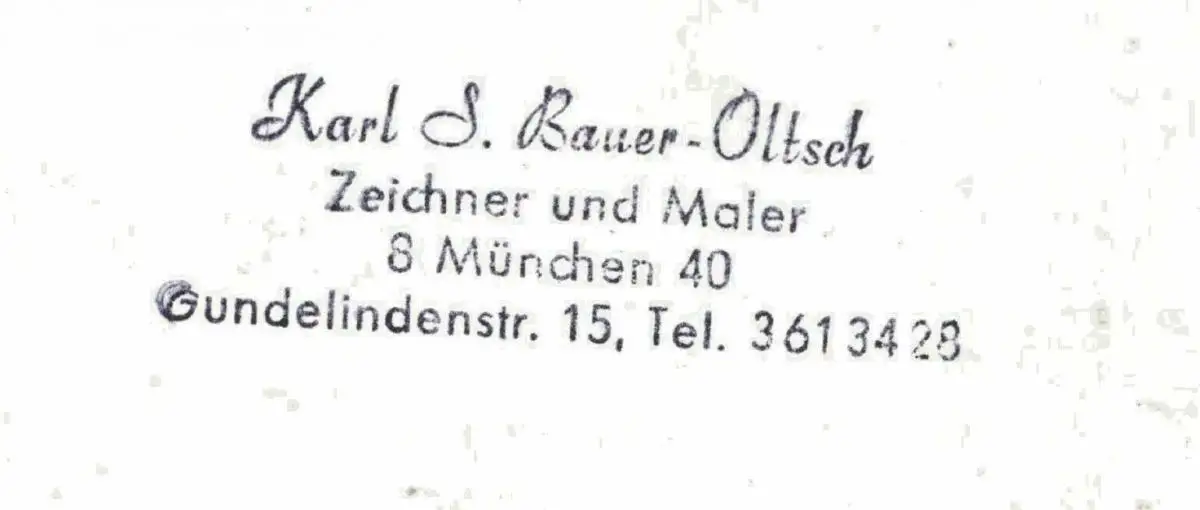 Karl S. Bauer-Oltsch
Zeichner und Maler
8 München 40
Gundelindenstr. 15, Tel. 3613428